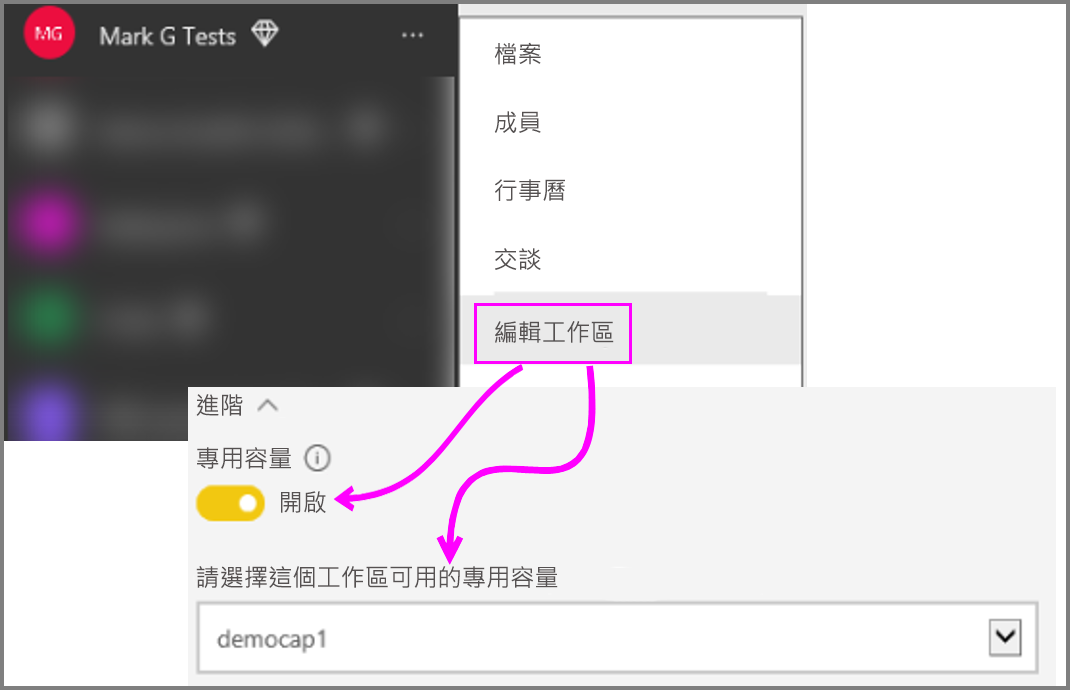 MG
Mark G Tests
...
檔案
成員
行事曆
交談
編輯工作區
進階
專用容量
開啟
請選擇這個工作區可用的專用容量
democap1